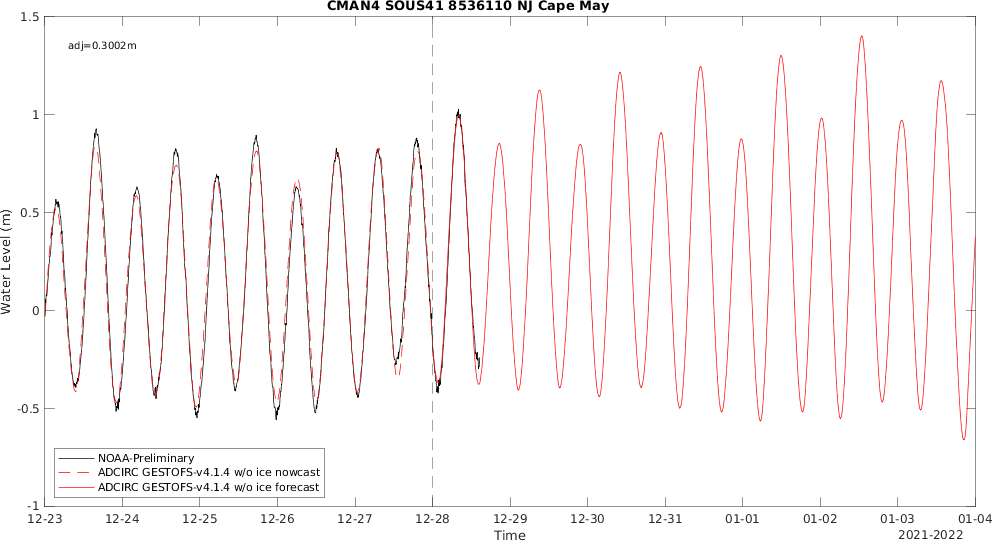 CMAN4 SOUS41 8536110 NJ Cape May
adj=0.3002m
1.5
1
0.5
0
-0.5
-1
Water Level (m)
NOAA-Preliminary
ADCIRC GESTOFS-v4.1.4 w/o ice nowcast
ADCIRC GESTOFS-v4.1.4 w/o ice forecast
12-23 12-24 12-25 12-26 12-27 12-28 12-29 12-30 12-31 01-01 01-02 01-03 01-04
Time
2021-2022